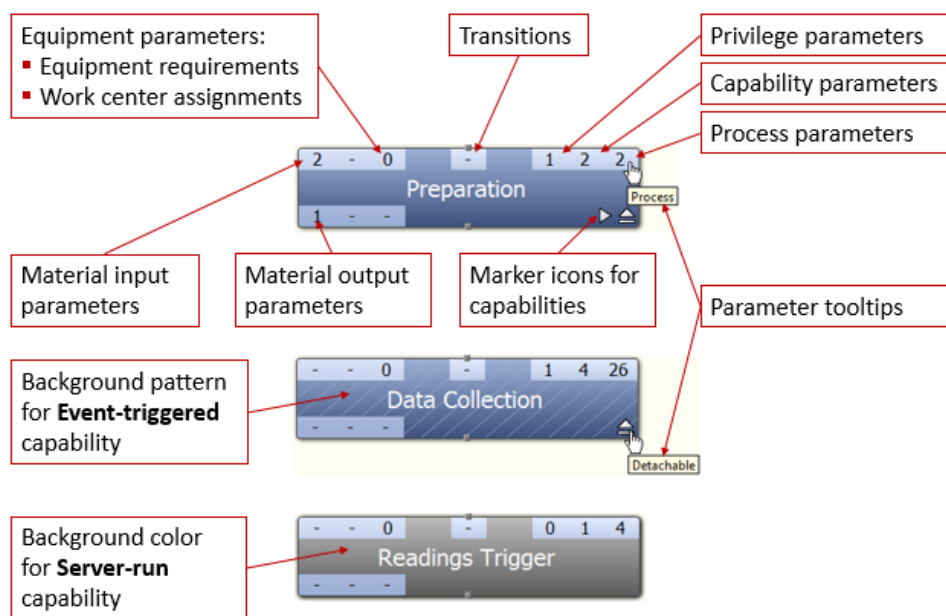 Equipment parameters:
▪ Equipment requirements
▪ Work center assignments
Transitions
Privilege parameters
Capability parameters
Process parameters
2 - 0 - 1 2 2
Preparation
Process
1 - -
Material input
parameters
Material output
parameters
Marker icons for
capabilities
Parameter tooltips
Background pattern
for Event-triggered
capability
- - 0 - 1 4 26
Data Collection
- - -
Detachable
Background color
for Server-run
capability
- - 0 - 0 1 4
Readings Trigger
- - -